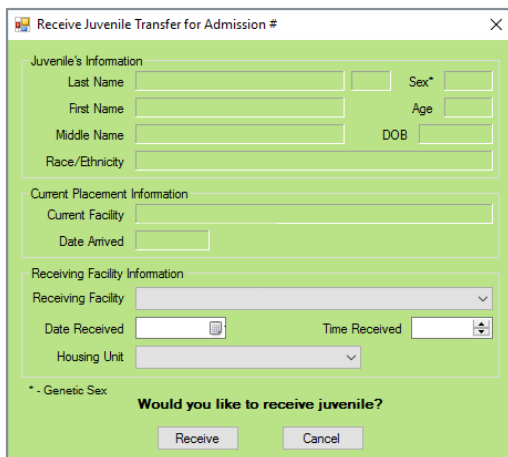 Receive Juvenile Transfer for Admission #
Juvenile's Information
Last Name Sex*
First Name Age
Middle Name DOB
Race/Ethnicity
Current Placement Information
Current Facility
Date Arrived
Receiving Facility Information
Receiving Facility
Date Received Time Received
Housing Unit
* - Genetic Sex
Would you like to receive juvenile?
Receive Cancel